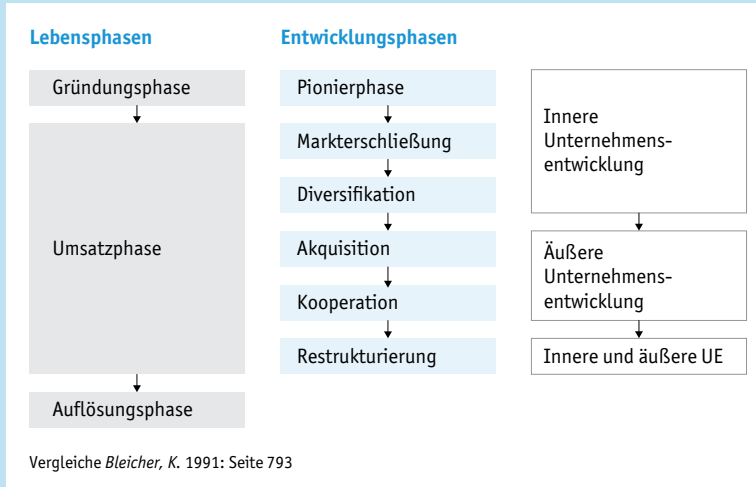 Lebensphasen
Entwicklungsphasen
Gründungsphase
Umsatzphase
Auflösungsphase
Pionierphase
Markterschließung
Diversifikation
Akquisition
Kooperation
Restrukturierung
Innere
Unternehmens-
entwicklung
Äußere
Unternehmens-
entwicklung
Innere und äußere UE
Vergleiche Bleicher, K. 1991: Seite 793